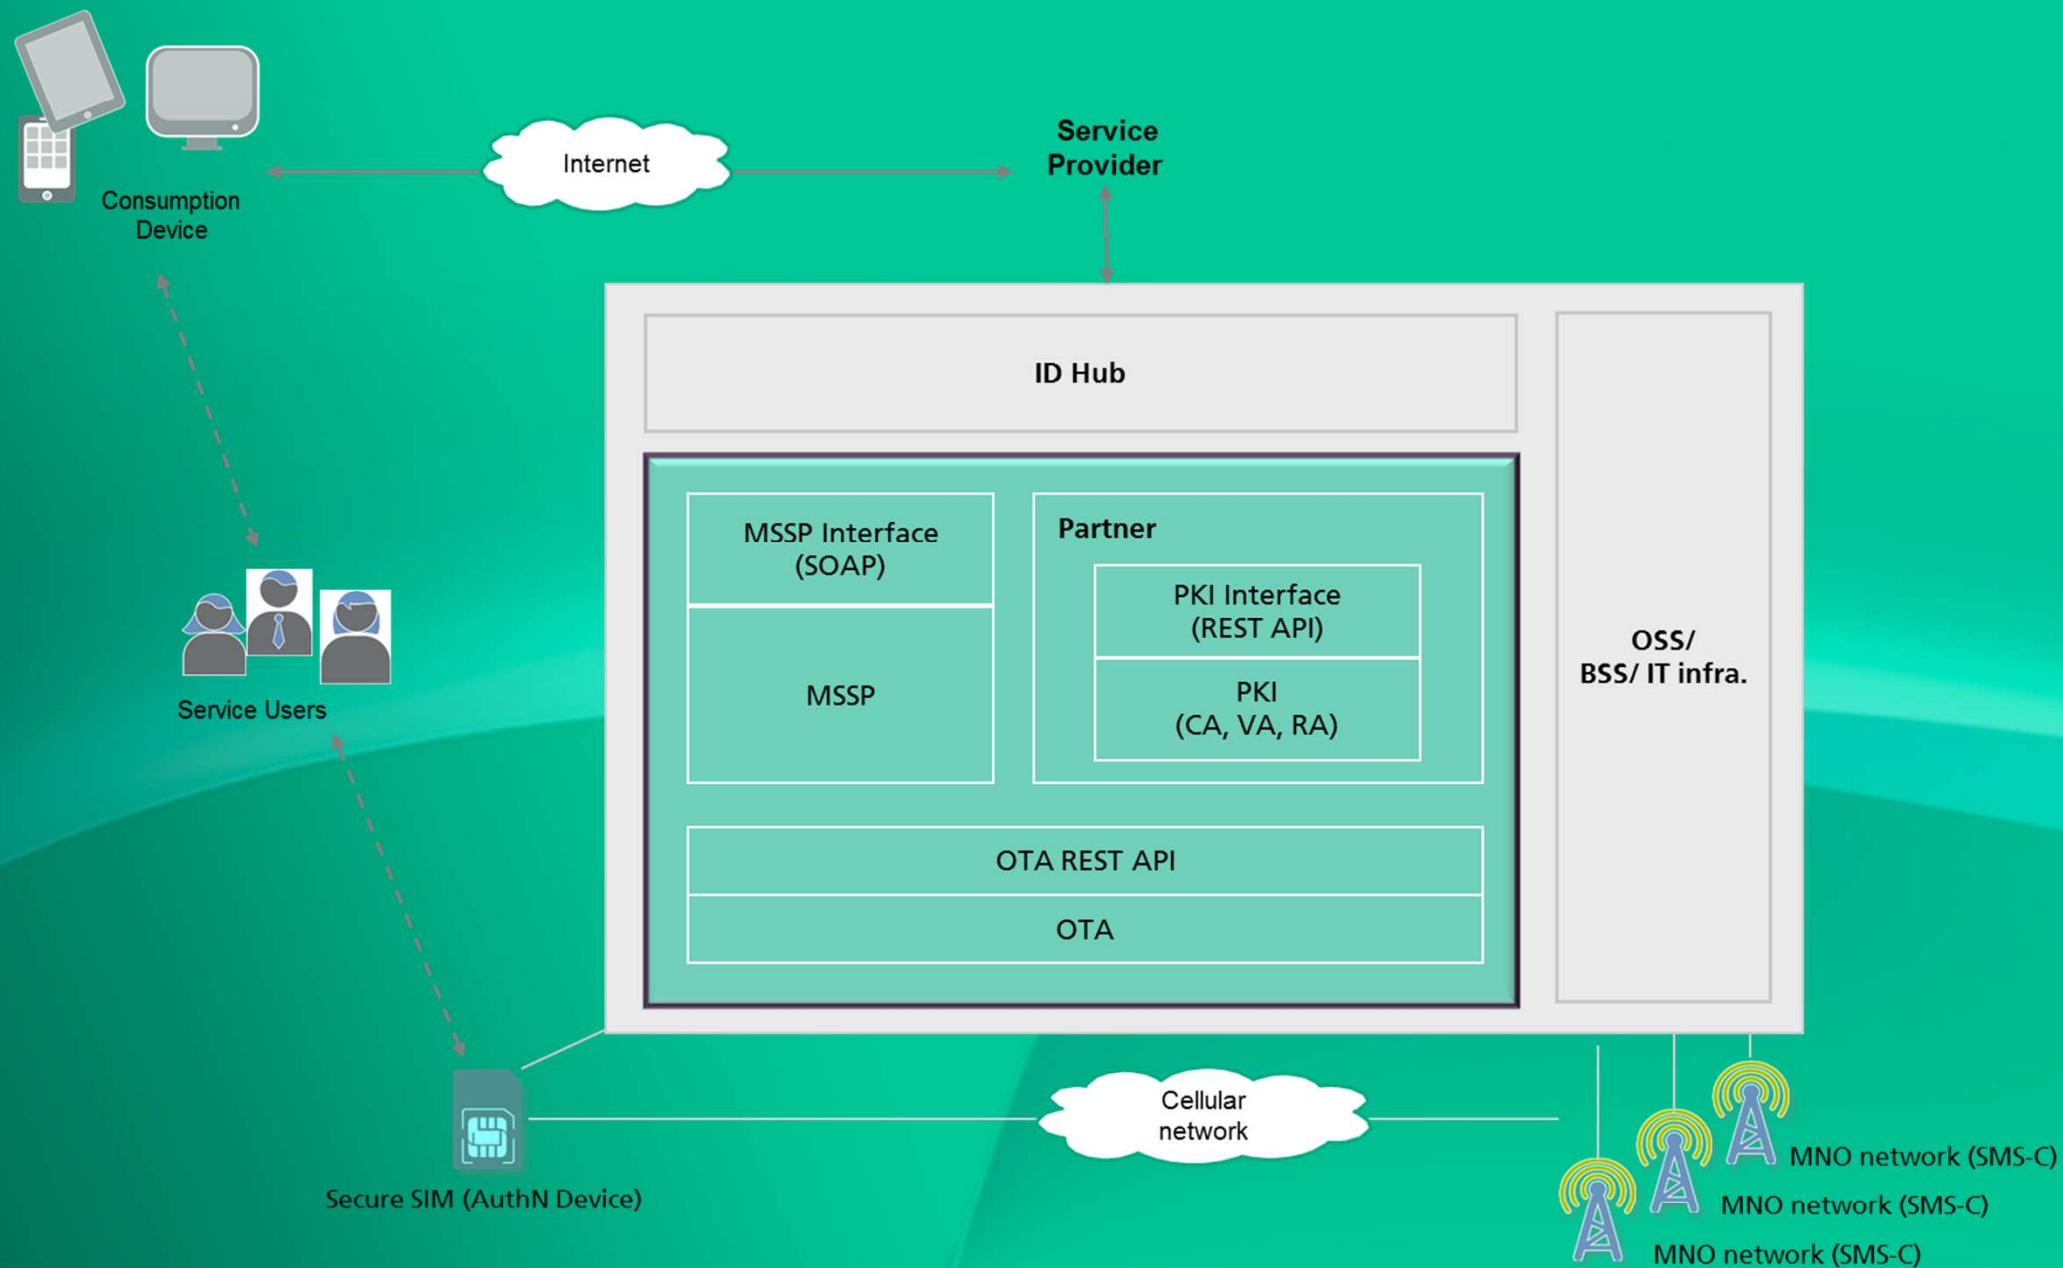 Internet
Service
Provider
Consumption
Device
ID Hub
MSSP Interface
(SOAP)
MSSP
Partner
PKI Interface
(REST API)
PKI
(CA, VA, RA)
OSS/
BSS/ IT infra.
Service Users
OTA REST API
OTA
Cellular
network
Secure SIM (AuthN Device)
MNO network (SMS-C)
MNO network (SMS-C)
MNO network (SMS-C)